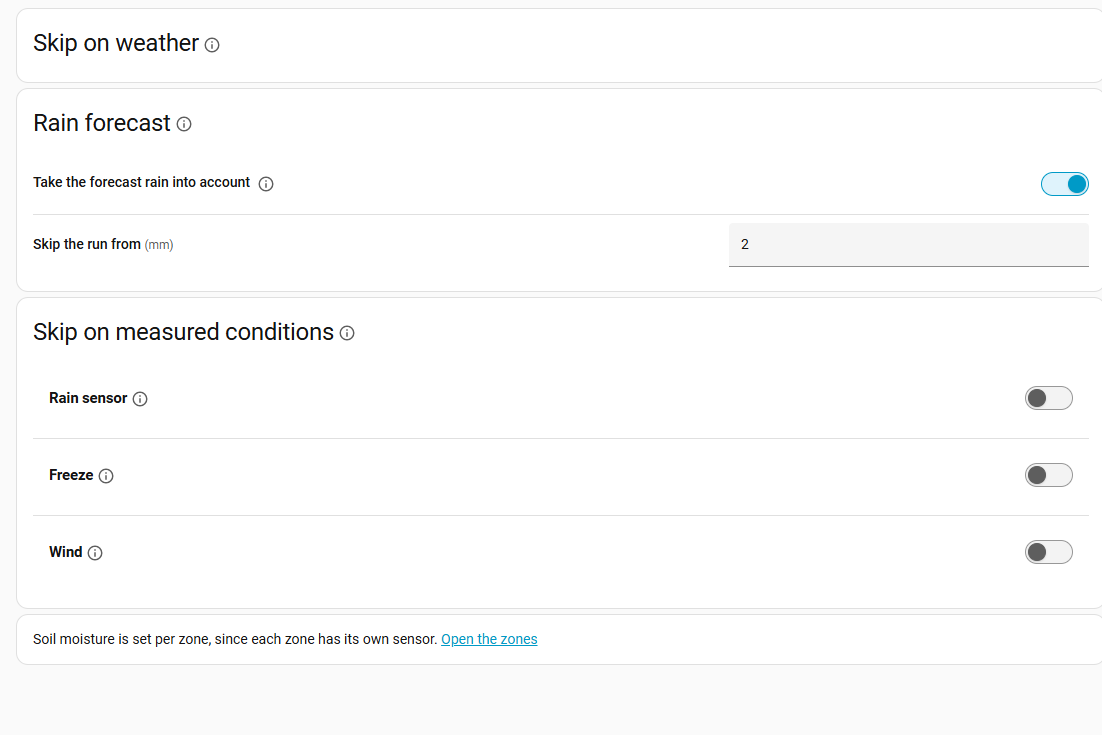 Skip on weather
Rain forecast
Take the forecast rain into account
Skip the run from (mm)
2
Skip on measured conditions
Rain sensor
Freeze
Wind
Soil moisture is set per zone, since each zone has its own sensor. Open the zones